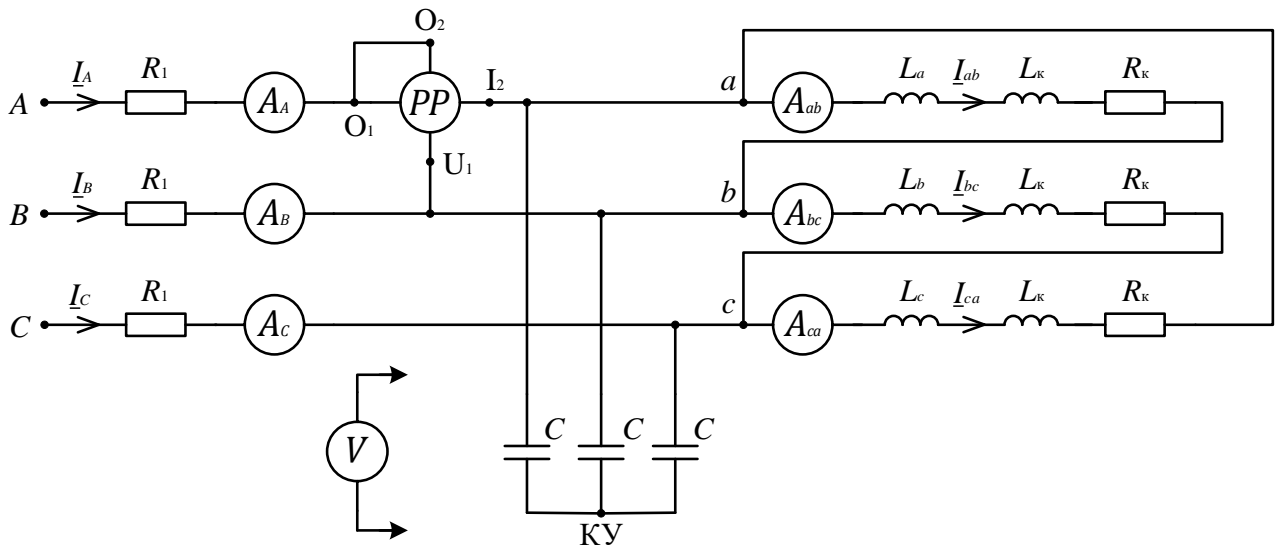 O₂
I_A R₁ A_A PP I₂ a A_ab L_a I_ab L_к R_к
A O₁
U₁
I_B R₁ A_B b A_bc L_b I_bc L_к R_к
B
I_C R₁ A_C c A_ca L_c I_ca L_к R_к
C
V C C C
КУ